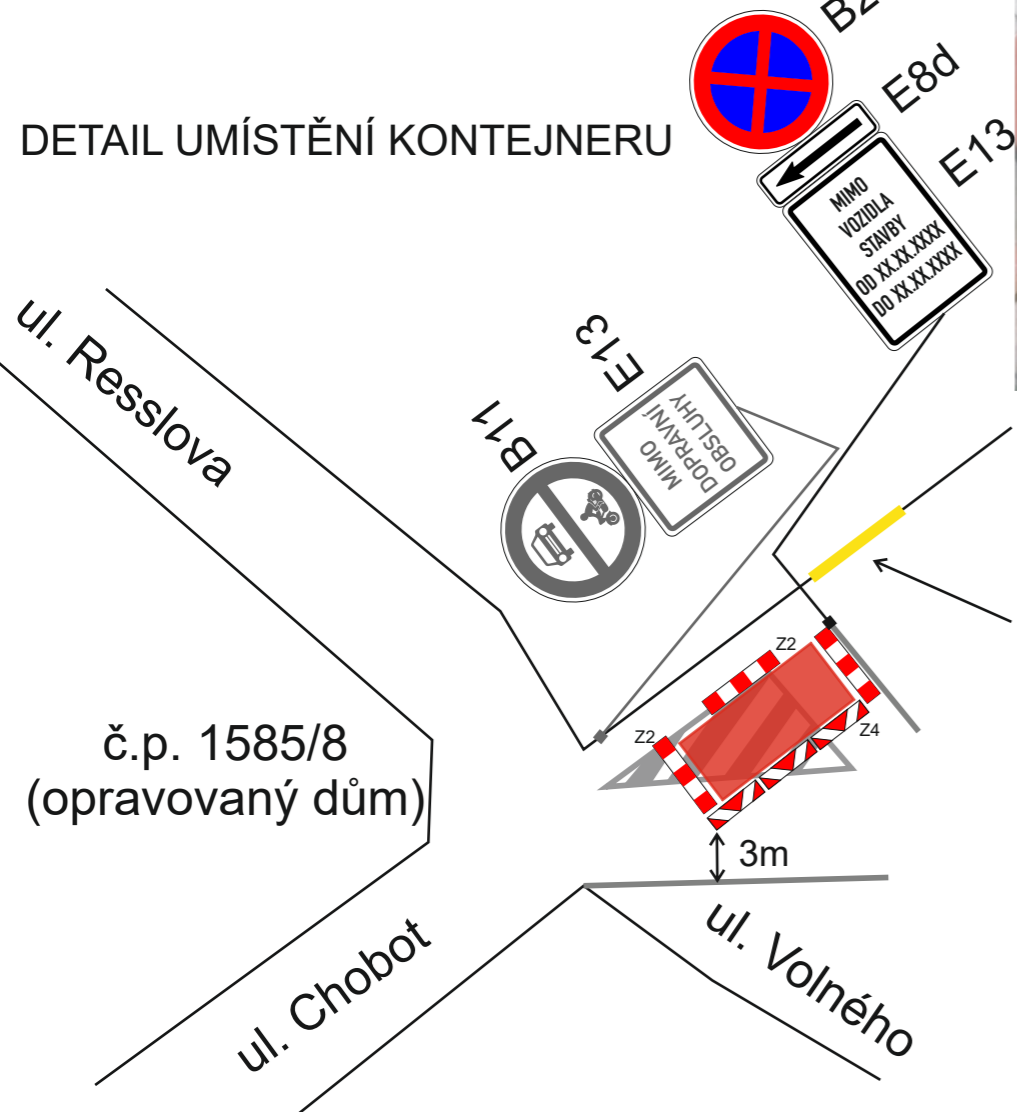 DETAIL UMÍSTĚNÍ KONTEJNERU
E8d
E13
MIMO
VOZIDLA
STAVBY
OD XX.XX.XXXX
DO XX.XX.XXXX
ul. Resslova
E13
B11
MIMO
DOPRAVNÍ
OBSLUHY
Z2
Z2
Z4
č.p. 1585/8
(opravovaný dům)
3m
ul. Chobot
ul. Volného